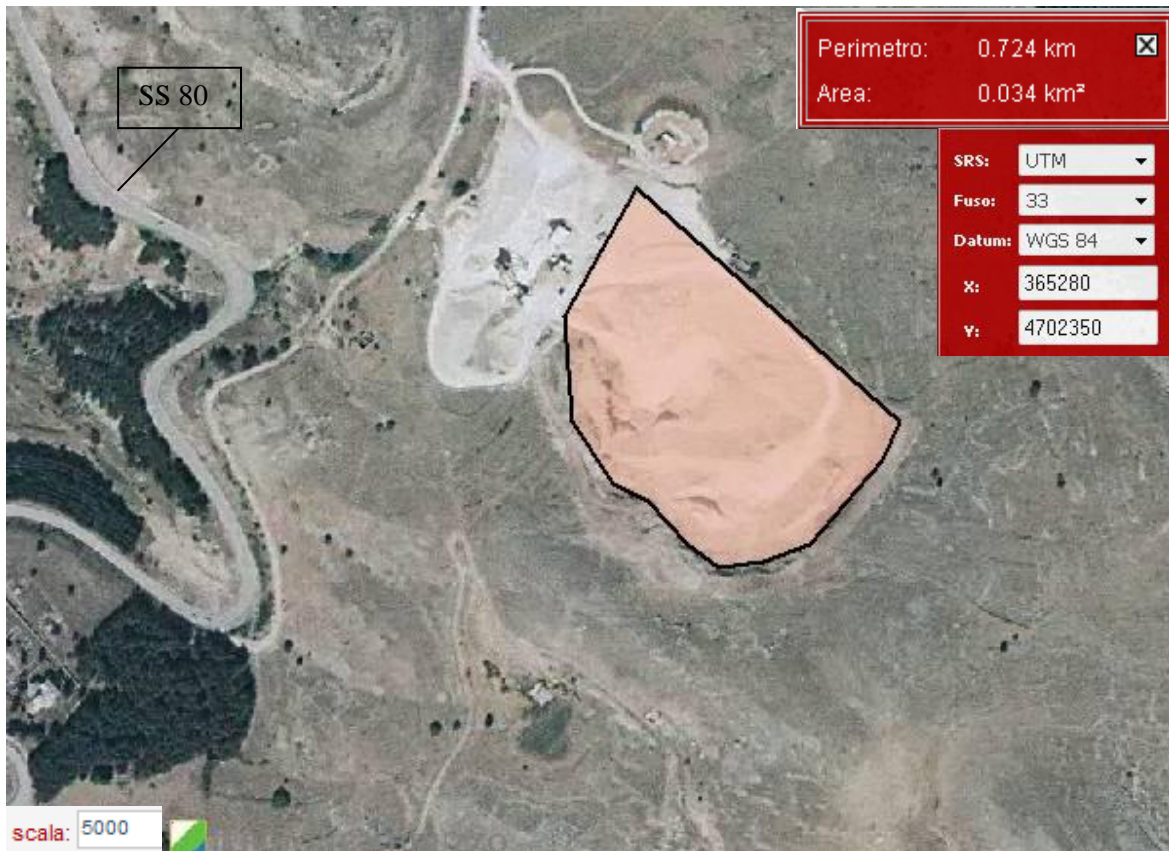 SS 80
Perimetro: 0.724 km
Area: 0.034 km²
SRS: UTM
Fuso: 33
Datum: WGS 84
X: 365280
Y: 4702350
scala: 5000